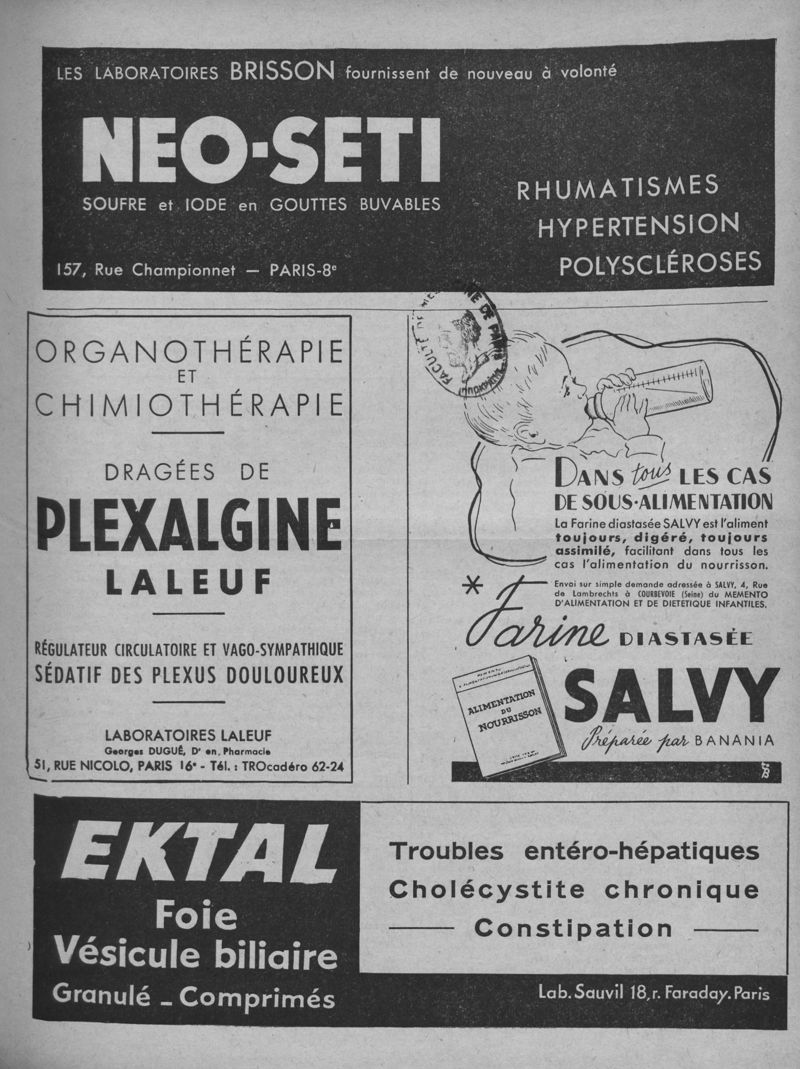 LES LABORATOIRES BRISSON fournissent de nouveau à volonté
NEO-SETI
SOUFRE et IODE en GOUTTES BUVABLES
RHUMATISMES
HYPERTENSION
POLYSCLÉROSES
157, Rue Championnet — PARIS-8e
FACULTÉ DE MÉDECINE DE PARIS
ORGANOTHÉRAPIE
ET
CHIMIOTHÉRAPIE
DRAGÉES DE
PLEXALGINE
LALEUF
RÉGULATEUR CIRCULATOIRE ET VAGO-SYMPATHIQUE
SÉDATIF DES PLEXUS DOULOUREUX
LABORATOIRES LALEUF
Georges DUGUÉ, Dr en, Pharmacie
51, RUE NICOLO, PARIS 16e - Tél. : TROcadéro 62-24
DANS tous LES CAS
DE SOUS-ALIMENTATION
La Farine diastasée SALVY est l'aliment
toujours, digéré, toujours
assimilé, facilitant dans tous les
cas l'alimentation du nourrisson.
* Envoi sur simple demande adressée à SALVY, 4, Rue
de Lambrechts à COURBEVOIE (Seine) du MEMENTO
D'ALIMENTATION ET DE DIETETIQUE INFANTILES.
Farine DIASTASÉE
SALVY
Préparée par BANANIA
ALIMENTATION
DU
NOURRISSON
EKTAL
Foie
Vésicule biliaire
Granulé - Comprimés
Troubles entéro-hépatiques
Cholécystite chronique
— Constipation —
Lab. Sauvil 18, r. Faraday. Paris